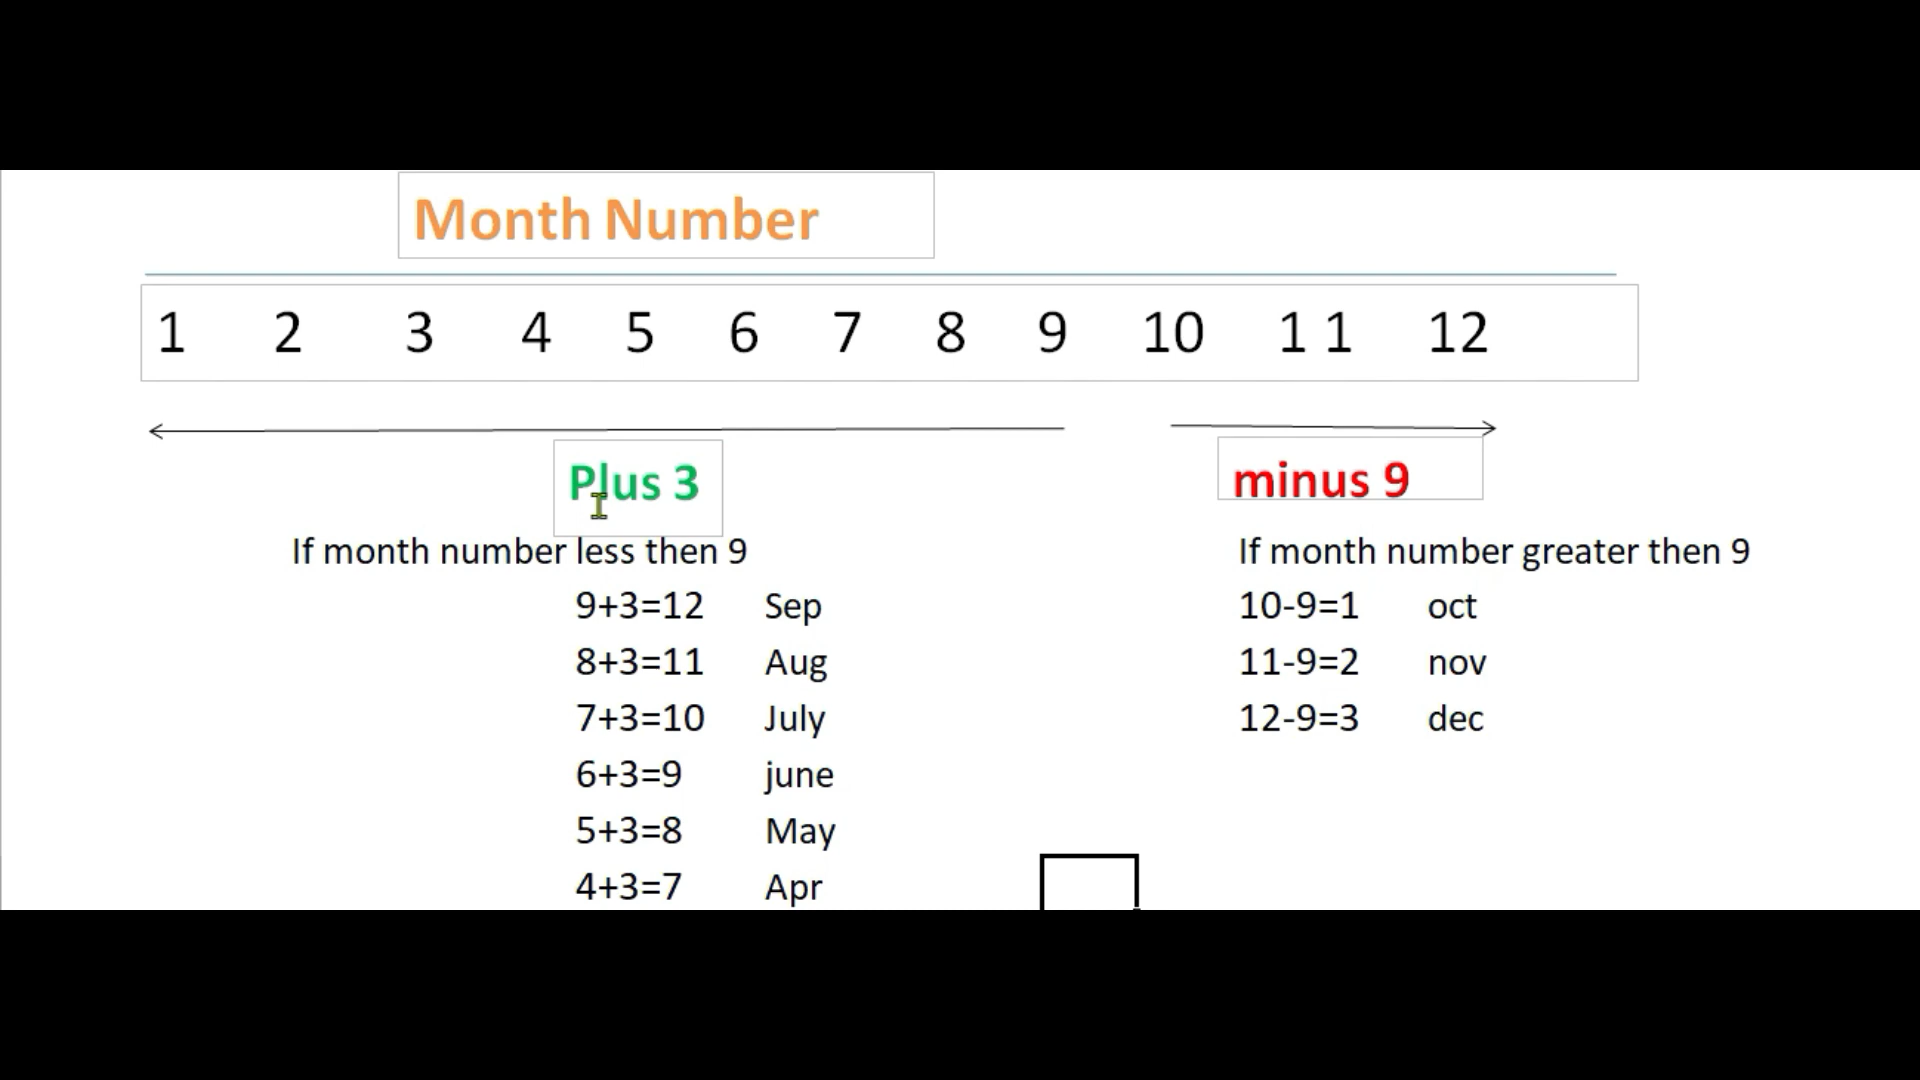 Month Number
1 2 3 4 5 6 7 8 9 10 1 1 12
Plus 3
minus 9
If month number less then 9
If month number greater then 9
9+3=12 Sep
10-9=1 oct
8+3=11 Aug
11-9=2 nov
7+3=10 July
12-9=3 dec
6+3=9 june
5+3=8 May
4+3=7 Apr